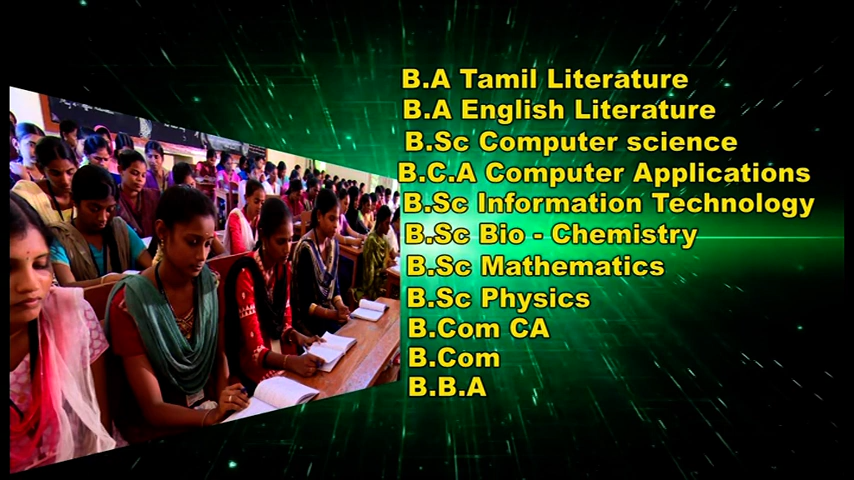 B.A Tamil Literature
B.A English Literature
B.Sc Computer science
B.C.A Computer Applications
B.Sc Information Technology
B.Sc Bio - Chemistry
B.Sc Mathematics
B.Sc Physics
B.Com CA
B.Com
B.B.A